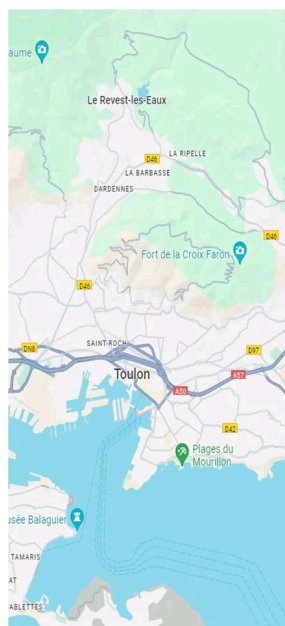 aume
Le Revest-les-Eaux
LA RIPELLE
D46
LA BARBASSE
DARDENNES
D46
Fort de la Croix Faron
D46
SAINT-ROCH
DN8
D97
Toulon
A57
A50
D42
Plages du
Mourillon
usée Balaguier
TAMARIS
AT
ABLETTES